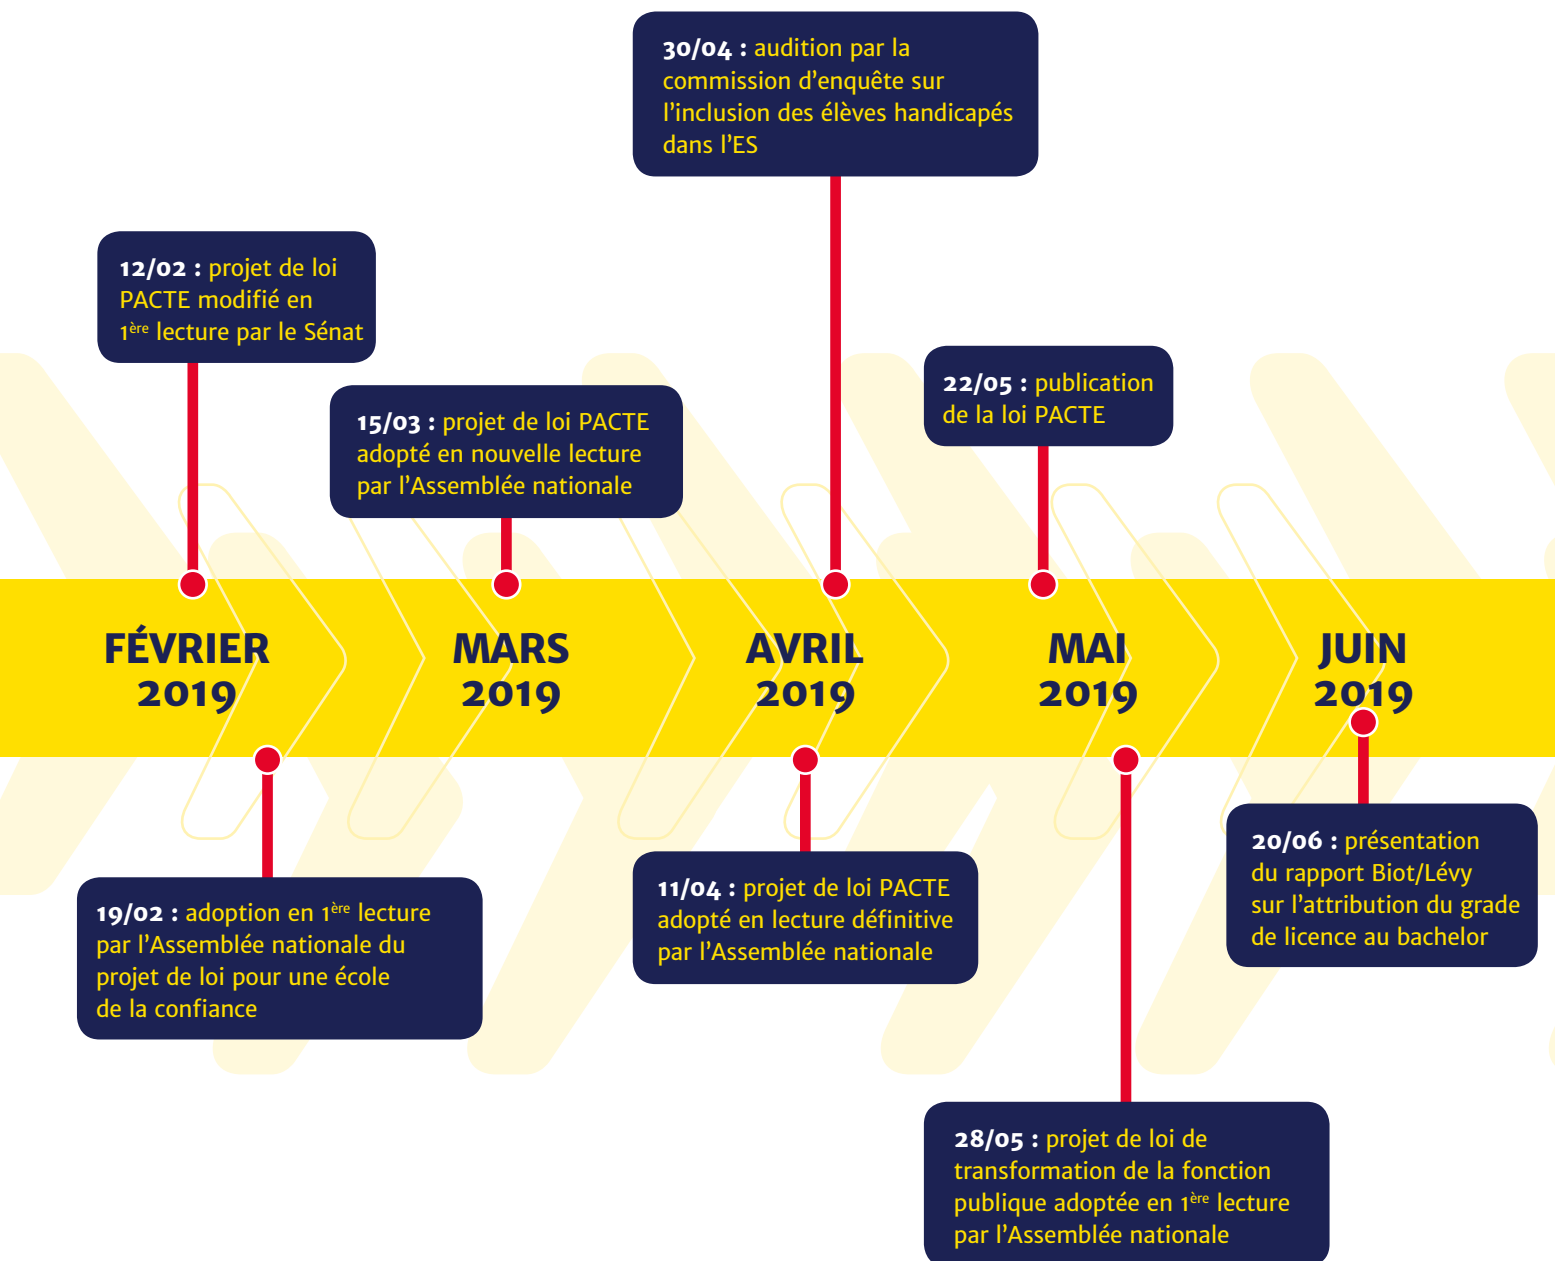 30/04 : audition par la
commission d'enquête sur
l'inclusion des élèves handicapés
dans l'ES
12/02 : projet de loi
PACTE modifié en
1ère lecture par le Sénat
15/03 : projet de loi PACTE
adopté en nouvelle lecture
par l'Assemblée nationale
22/05 : publication
de la loi PACTE
FÉVRIER
2019
MARS
2019
AVRIL
2019
MAI
2019
JUIN
2019
19/02 : adoption en 1ère lecture
par l'Assemblée nationale du
projet de loi pour une école
de la confiance
11/04 : projet de loi PACTE
adopté en lecture définitive
par l'Assemblée nationale
20/06 : présentation
du rapport Biot/Lévy
sur l'attribution du grade
de licence au bachelor
28/05 : projet de loi de
transformation de la fonction
publique adoptée en 1ère lecture
par l'Assemblée nationale